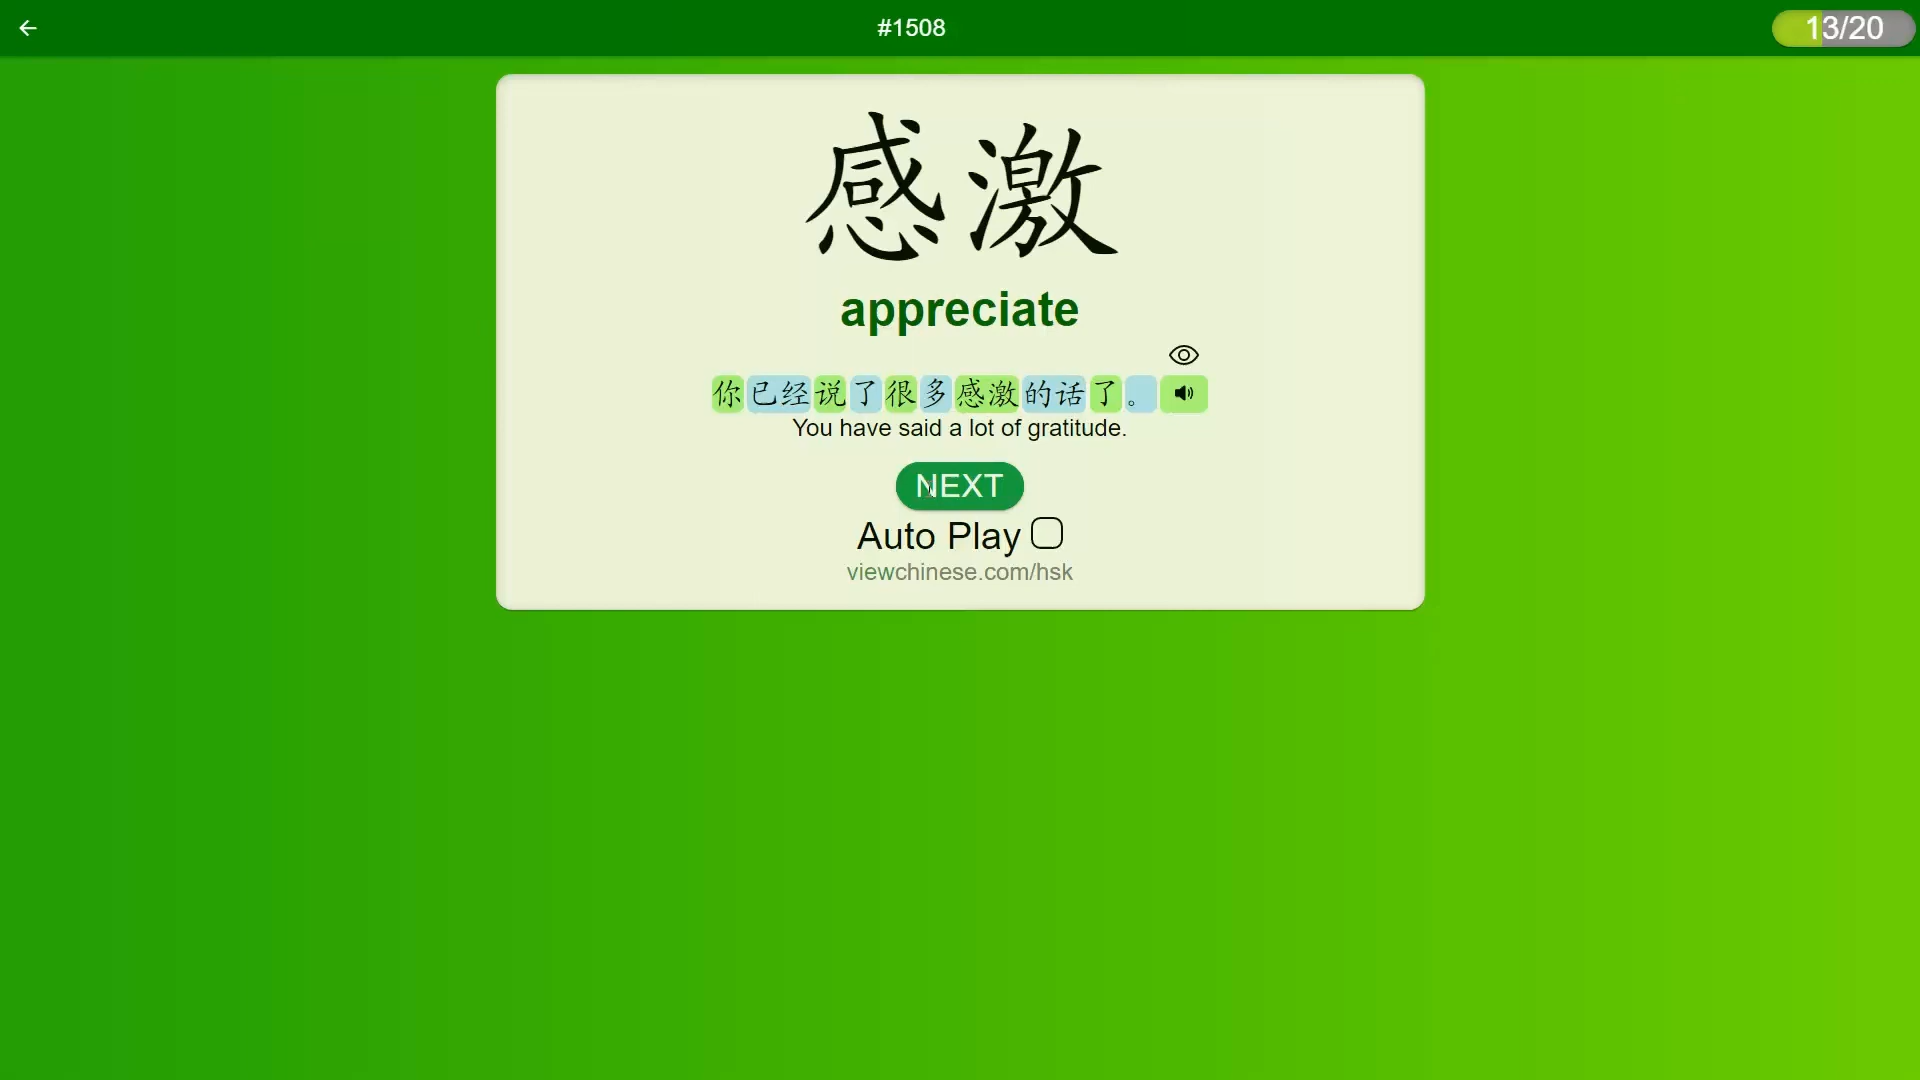 #1508
13/20
感激
appreciate
你已经说了很多感激的话了。
You have said a lot of gratitude.
NEXT
Auto Play
viewchinese.com/hsk